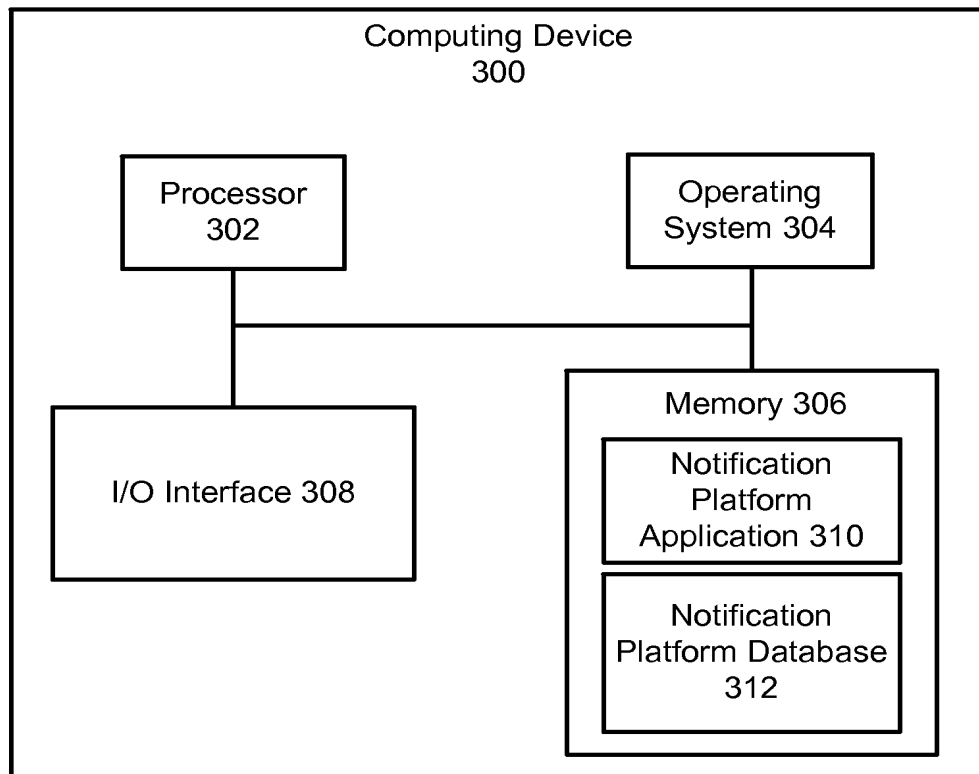 Computing Device
300
Processor
302
Operating
System 304
I/O Interface 308
Memory 306
Notification
Platform
Application 310
Notification
Platform Database
312